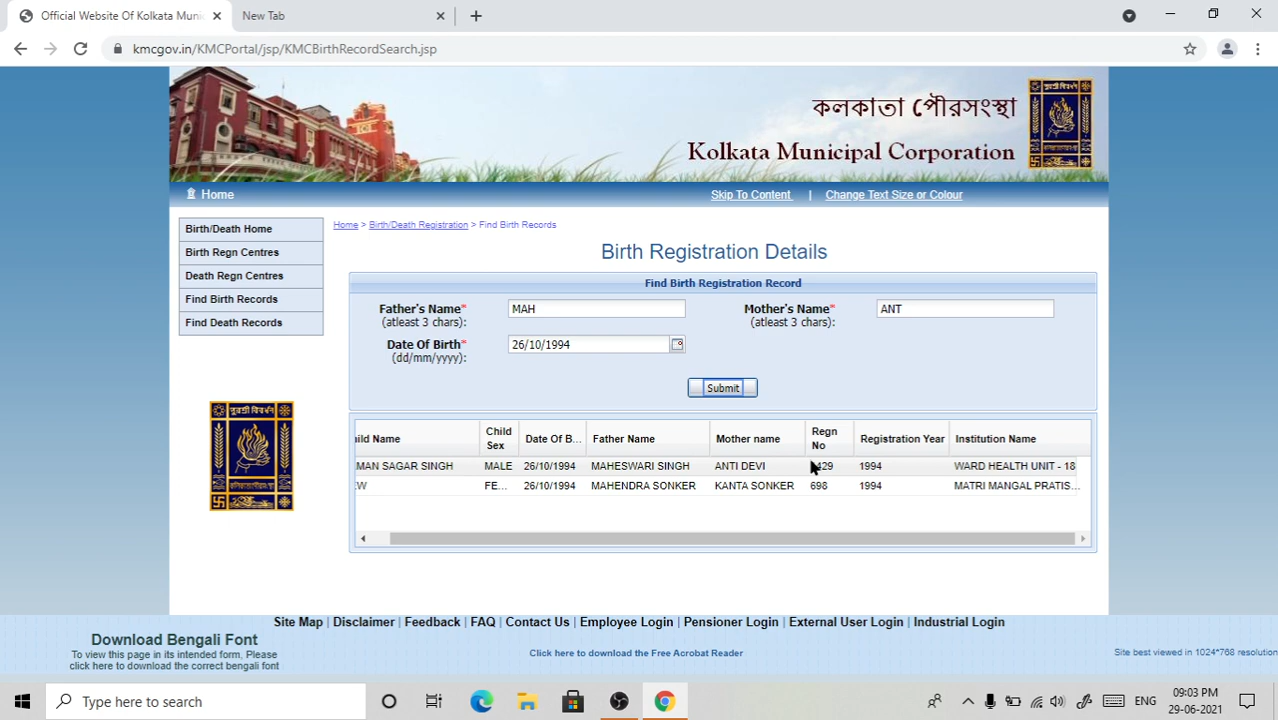 Official Website Of Kolkata Muni
New Tab
kmcgov.in/KMCPortal/jsp/KMCBirthRecordSearch.jsp
কলকাতা পৌরসংস্থা
Kolkata Municipal Corporation
Home
Skip To Content | Change Text Size or Colour
Birth/Death Home
Birth Regn Centres
Death Regn Centres
Find Birth Records
Find Death Records
Home > Birth/Death Registration > Find Birth Records
Birth Registration Details
Find Birth Registration Record
Father's Name* MAH Mother's Name* ANT
(atleast 3 chars): (atleast 3 chars):
Date Of Birth* 26/10/1994
(dd/mm/yyyy):
Submit
ild Name Child Sex Date Of B... Father Name Mother name Regn No Registration Year Institution Name
MAN SAGAR SINGH MALE 26/10/1994 MAHESWARI SINGH ANTI DEVI 1994 WARD HEALTH UNIT - 18
W FE... 26/10/1994 MAHENDRA SONKER KANTA SONKER 698 1994 MATRI MANGAL PRATIS...
Site Map | Disclaimer | Feedback | FAQ | Contact Us | Employee Login | Pensioner Login | External User Login | Industrial Login
Download Bengali Font
To view this page in its intended form, Please
click here to download the correct bengali font
Click here to download the Free Acrobat Reader
Site best viewed in 1024*768 resolution
Type here to search
ENG
09:03 PM
29-06-2021